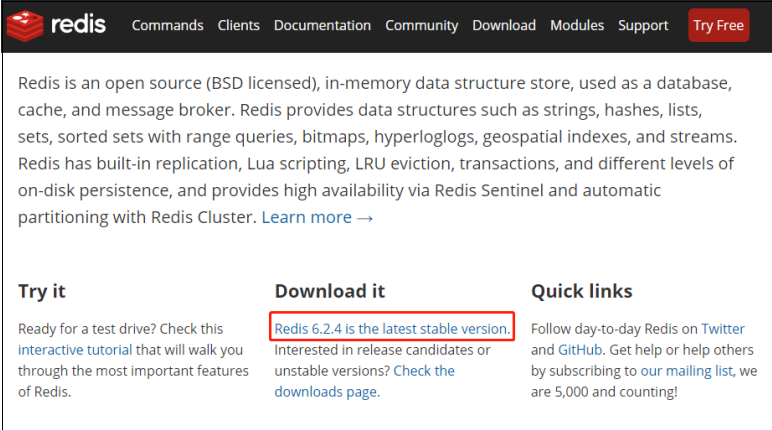 redis Commands Clients Documentation Community Download Modules Support Try Free
Redis is an open source (BSD licensed), in-memory data structure store, used as a database,
cache, and message broker. Redis provides data structures such as strings, hashes, lists,
sets, sorted sets with range queries, bitmaps, hyperloglogs, geospatial indexes, and streams.
Redis has built-in replication, Lua scripting, LRU eviction, transactions, and different levels of
on-disk persistence, and provides high availability via Redis Sentinel and automatic
partitioning with Redis Cluster. Learn more →
Try it
Ready for a test drive? Check this
interactive tutorial that will walk you
through the most important features
of Redis.
Download it
Redis 6.2.4 is the latest stable version.
Interested in release candidates or
unstable versions? Check the
downloads page.
Quick links
Follow day-to-day Redis on Twitter
and GitHub. Get help or help others
by subscribing to our mailing list, we
are 5,000 and counting!